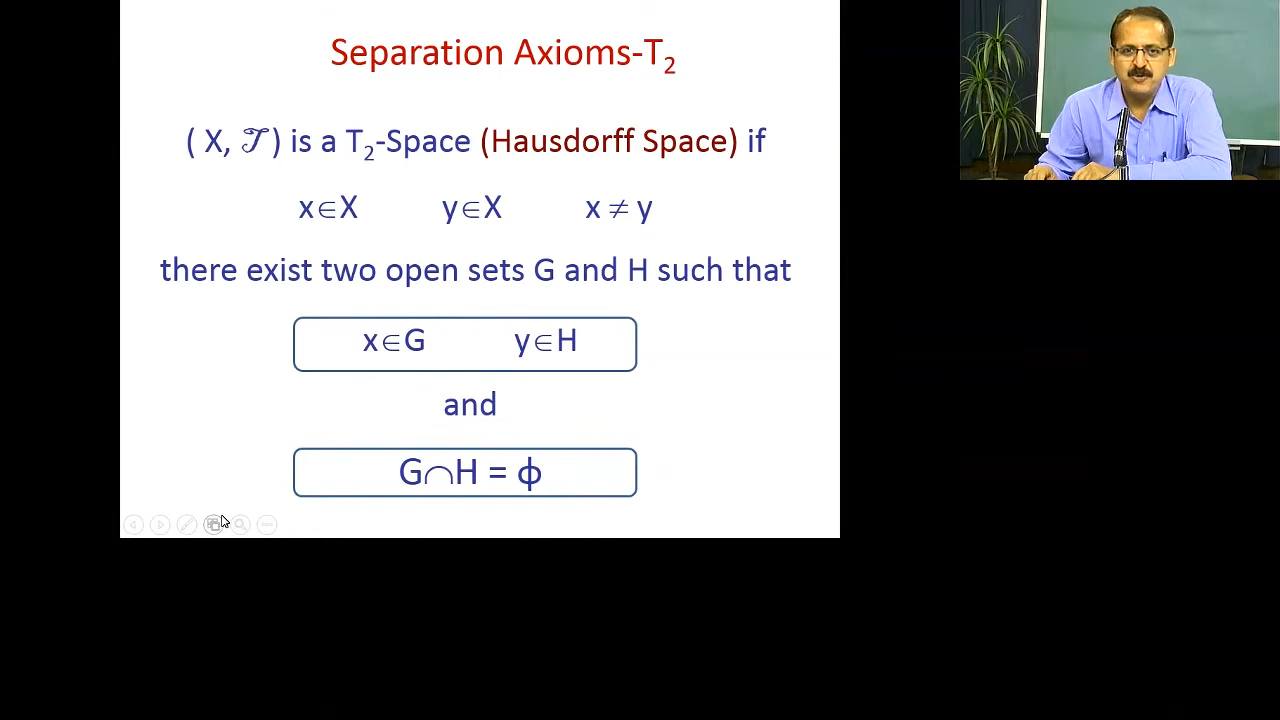 Separation Axioms-T₂
( X, 𝒯 ) is a T₂-Space (Hausdorff Space) if
x∈X y∈X x ≠ y
there exist two open sets G and H such that
x∈G y∈H
and
G∩H = ϕ